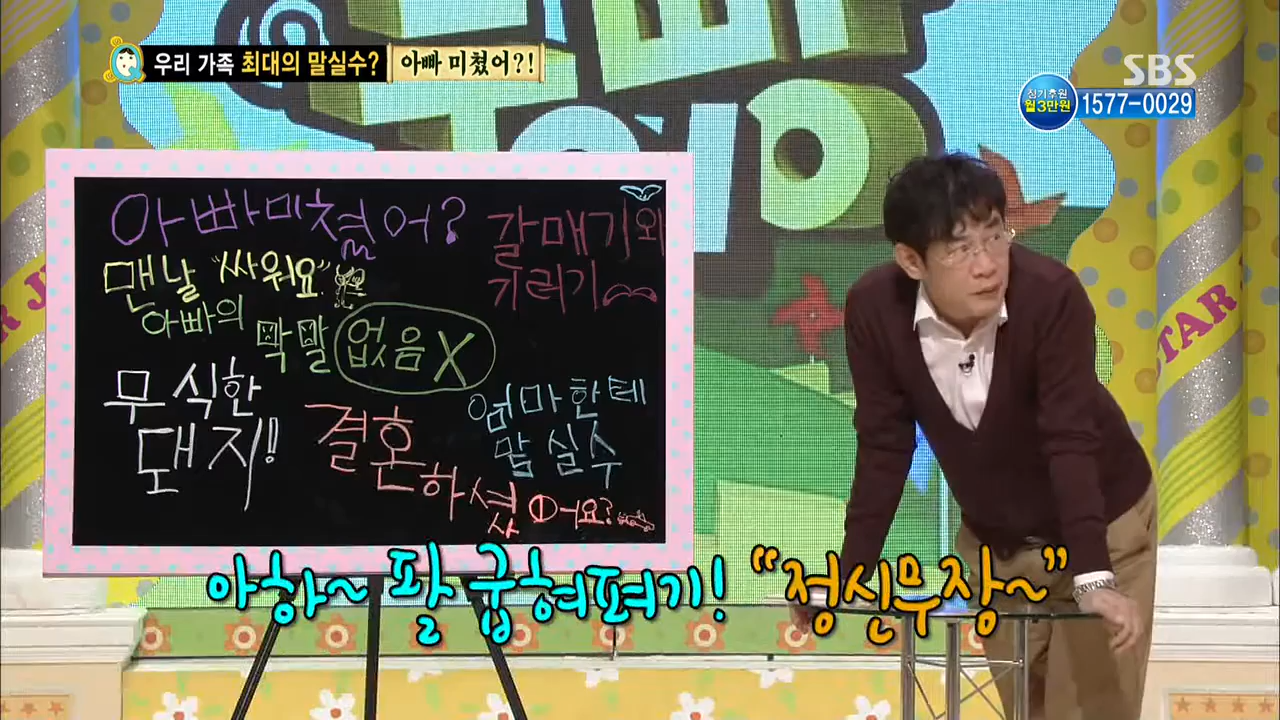 우리 가족 최대의 말실수? 아빠 미쳤어?!
SBS
정기후원
월3만원 1577-0029
아빠미쳤어?
갈매기와
기러기
맨날 "싸워요"
아빠의
막말 없음 X
무식한
돼지!
엄마한테
말실수
결혼하셨어요?
STAR
아하~ 팔 굽혀펴기! "정신무장~"